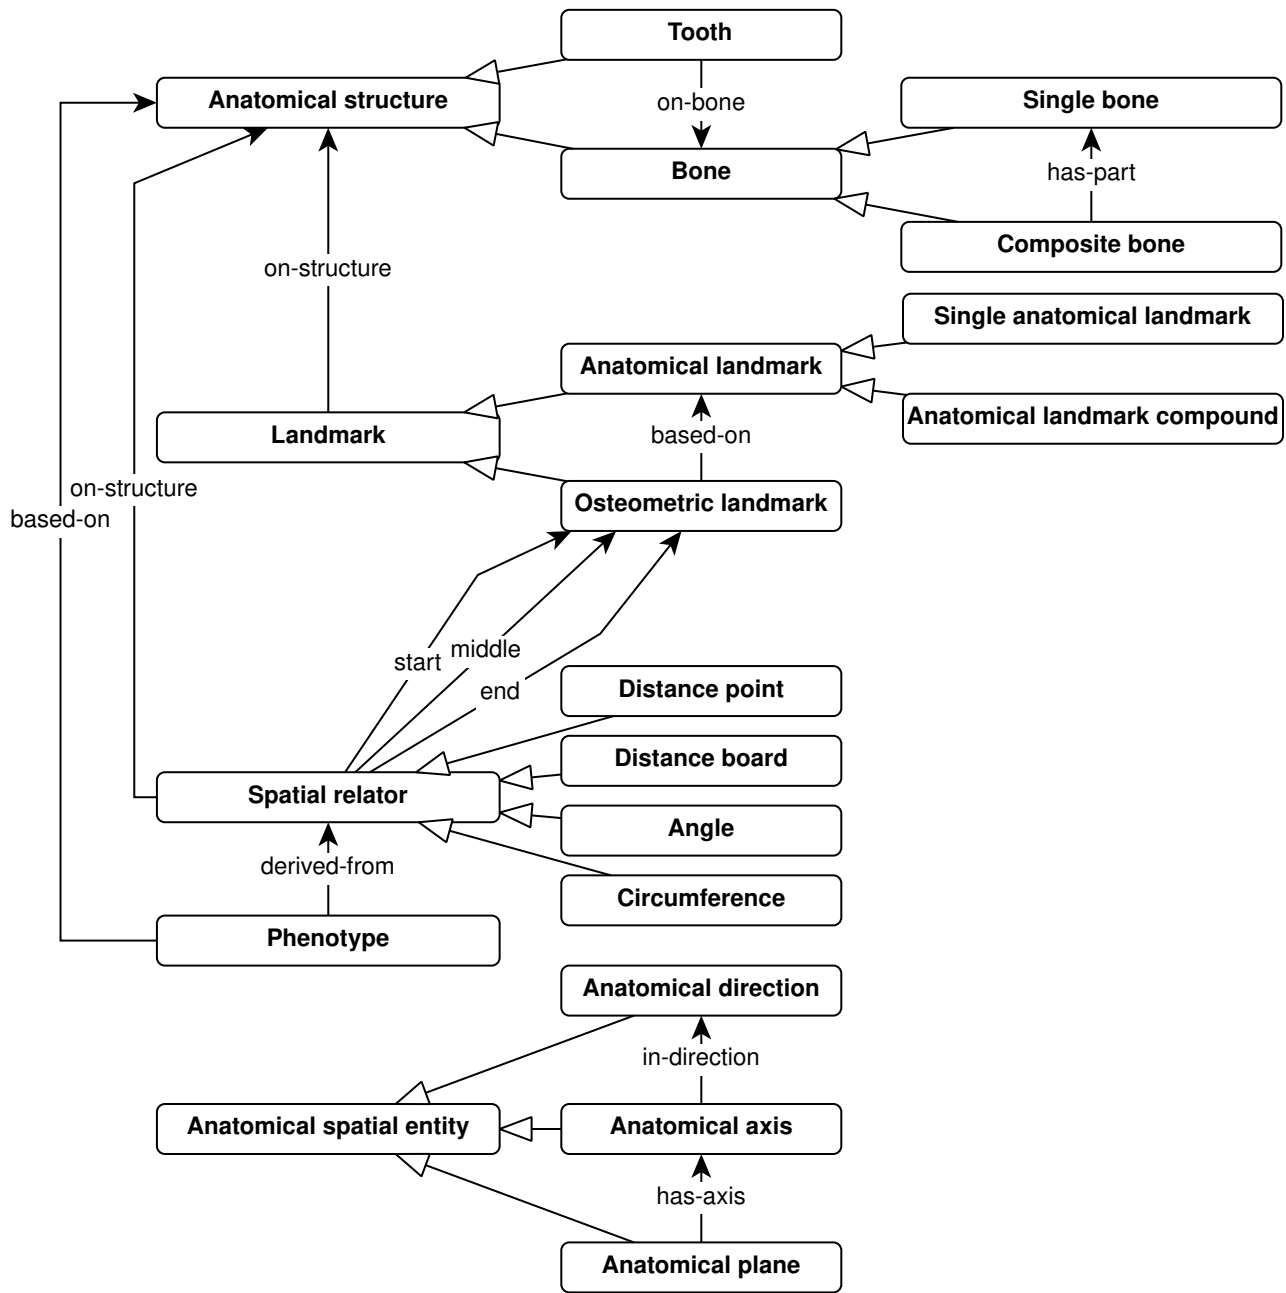 Tooth
Anatomical structure
on-bone
Single bone
Bone
has-part
Composite bone
on-structure
Single anatomical landmark
Anatomical landmark
Anatomical landmark compound
Landmark
based-on
on-structure
based-on
Osteometric landmark
start
middle
end
Distance point
Distance board
Spatial relator
Angle
derived-from
Circumference
Phenotype
Anatomical direction
in-direction
Anatomical spatial entity
Anatomical axis
has-axis
Anatomical plane